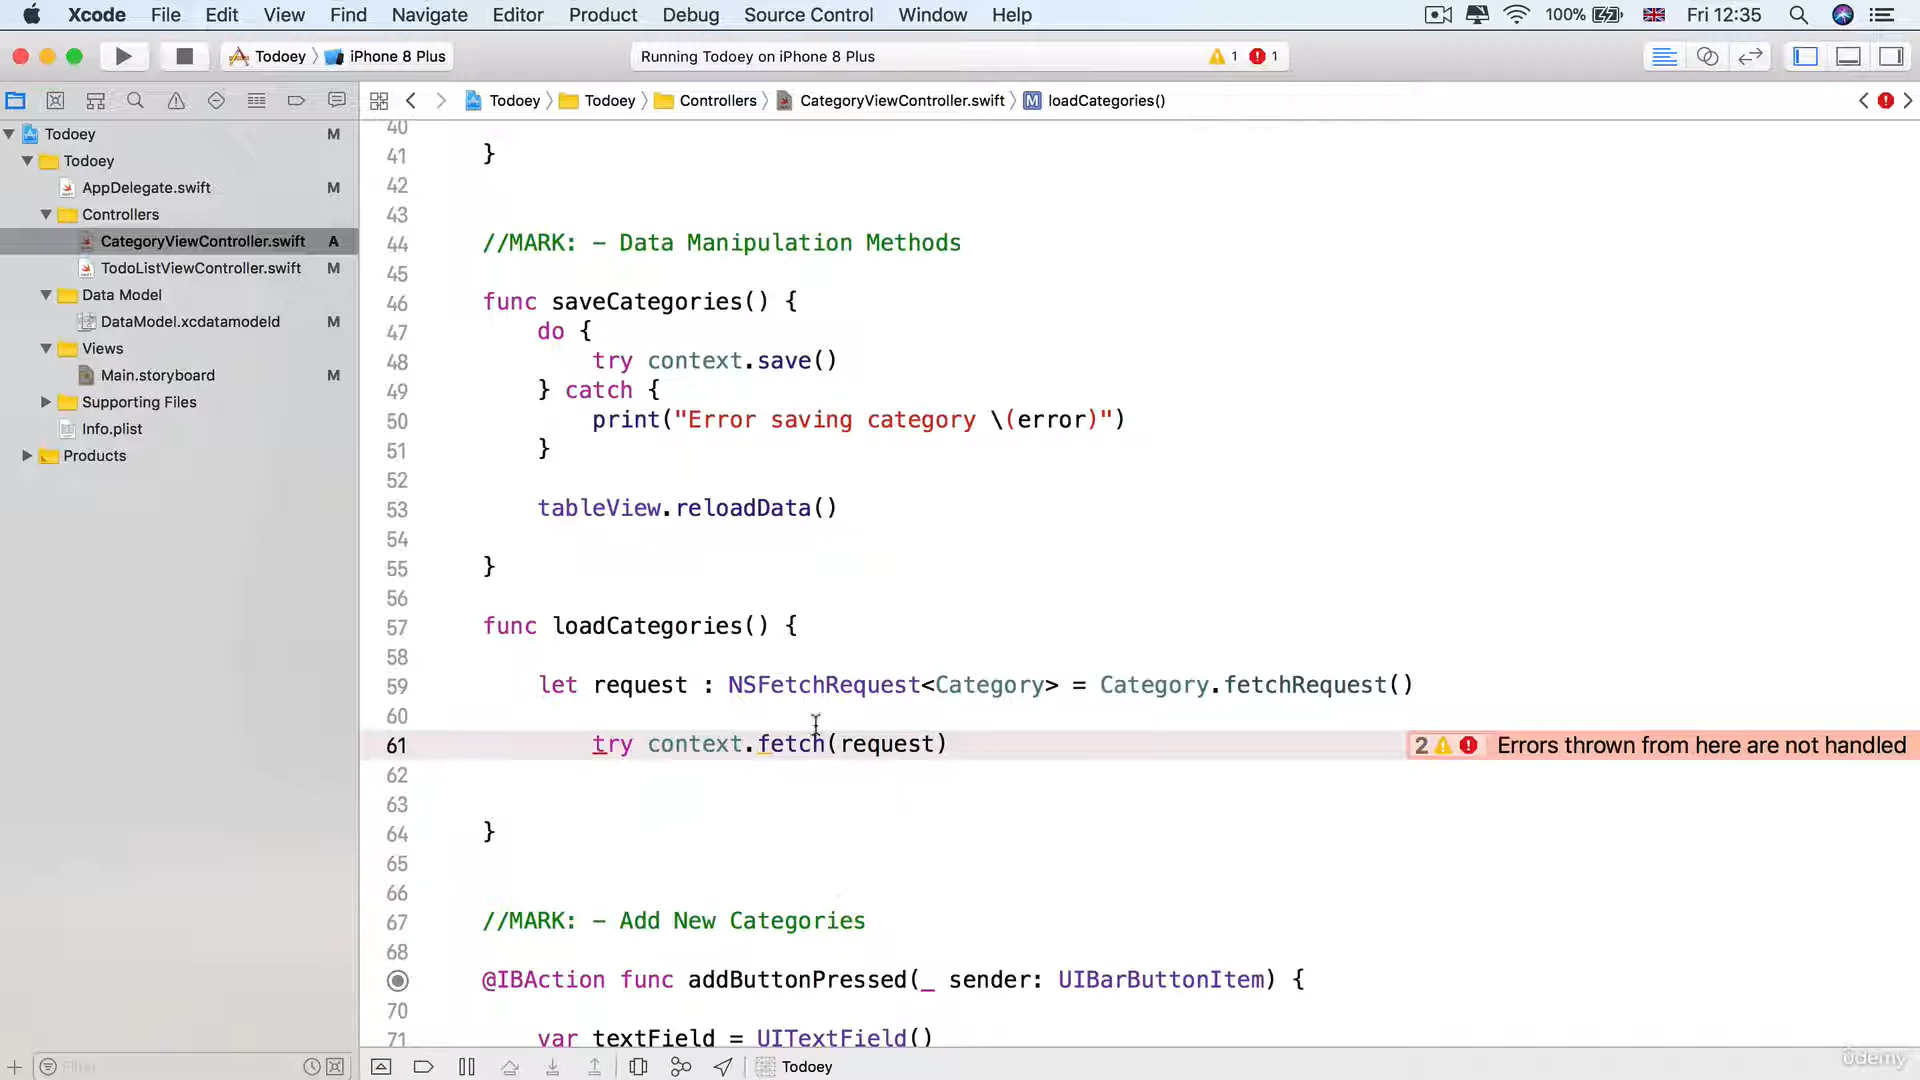 Xcode File Edit View Find Navigate Editor Product Debug Source Control Window Help 100% Fri 12:35
Todoey iPhone 8 Plus Running Todoey on iPhone 8 Plus 1 1
Todoey Todoey Controllers CategoryViewController.swift M loadCategories()
Todoey M
Todoey
AppDelegate.swift M
Controllers
CategoryViewController.swift A
TodoListViewController.swift M
Data Model
DataModel.xcdatamodeld M
Views
Main.storyboard M
Supporting Files
Info.plist
Products
Filter
40
41 }
42
43
44 //MARK: - Data Manipulation Methods
45
46 func saveCategories() {
47 do {
48 try context.save()
49 } catch {
50 print("Error saving category \(error)")
51 }
52
53 tableView.reloadData()
54
55 }
56
57 func loadCategories() {
58
59 let request : NSFetchRequest<Category> = Category.fetchRequest()
60
61 try context.fetch(request) 2 Errors thrown from here are not handled
62
63
64 }
65
66
67 //MARK: - Add New Categories
68
@IBAction func addButtonPressed(_ sender: UIBarButtonItem) {
70
71 var textField = UITextField()
Todoey
ûdemy